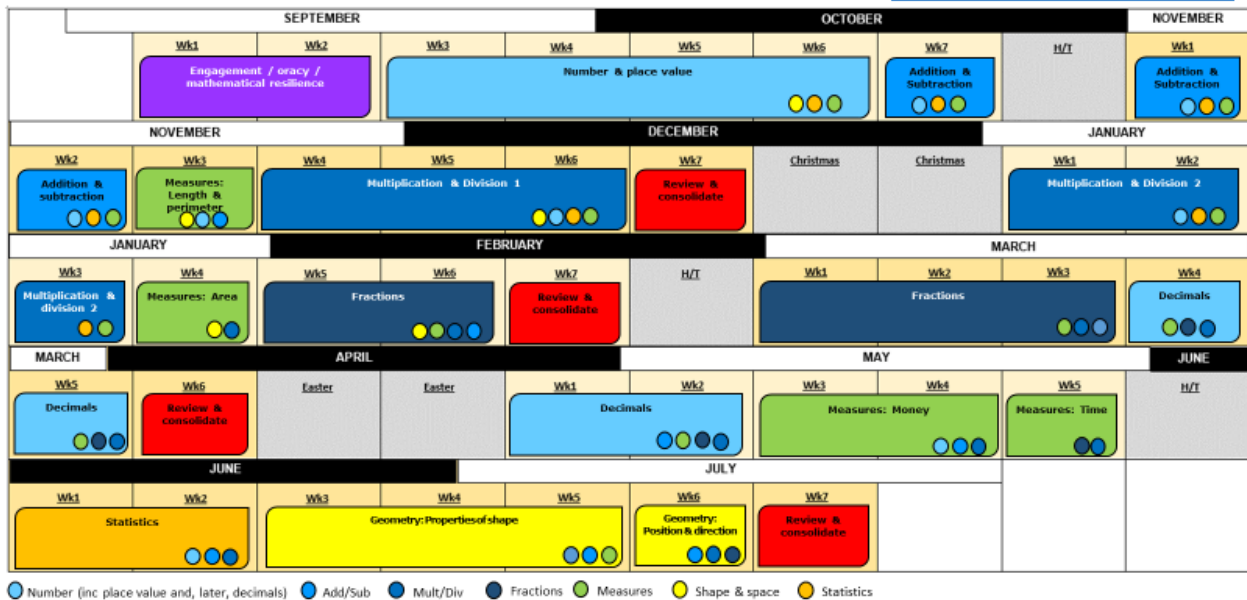 SEPTEMBER OCTOBER NOVEMBER
Wk1 Wk2 Wk3 Wk4 Wk5 Wk6 Wk7 H/T Wk1
Engagement / oracy /
mathematical resilience
Number & place value
Addition &
Subtraction
Addition &
Subtraction
NOVEMBER DECEMBER JANUARY
Wk2 Wk3 Wk4 Wk5 Wk6 Wk7 Christmas Christmas Wk1 Wk2
Addition &
subtraction
Measures:
Length &
perimeter
Multiplication & Division 1
Review &
consolidate
Multiplication & Division 2
JANUARY FEBRUARY MARCH
Wk3 Wk4 Wk5 Wk6 Wk7 H/T Wk1 Wk2 Wk3 Wk4
Multiplication &
division 2
Measures: Area
Fractions
Review &
consolidate
Fractions
Decimals
MARCH APRIL MAY JUNE
Wk5 Wk6 Easter Easter Wk1 Wk2 Wk3 Wk4 Wk5 H/T
Decimals
Review &
consolidate
Decimals
Measures: Money
Measures: Time
JUNE JULY
Wk1 Wk2 Wk3 Wk4 Wk5 Wk6 Wk7
Statistics
Geometry: Properties of shape
Geometry:
Position & direction
Review &
consolidate
Number (inc place value and, later, decimals) Add/Sub Mult/Div Fractions Measures Shape & space Statistics